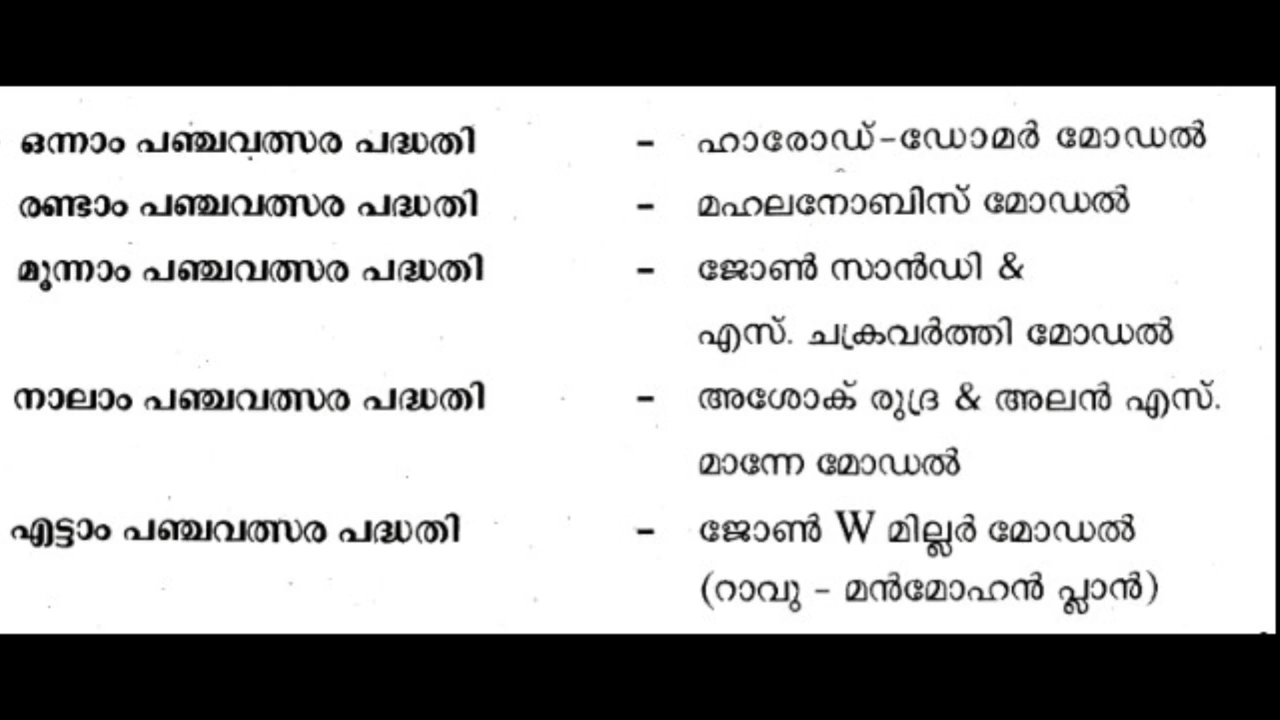 ഒന്നാം പഞ്ചവത്സര പദ്ധതി - ഹാരോഡ്-ഡോമർ മോഡൽ
രണ്ടാം പഞ്ചവത്സര പദ്ധതി - മഹലനോബിസ് മോഡൽ
മൂന്നാം പഞ്ചവത്സര പദ്ധതി - ജോൺ സാൻഡി &
എസ്. ചക്രവർത്തി മോഡൽ
നാലാം പഞ്ചവത്സര പദ്ധതി - അശോക് രുദ്ര & അലൻ എസ്.
മാന്നേ മോഡൽ
എട്ടാം പഞ്ചവത്സര പദ്ധതി - ജോൺ W മില്ലർ മോഡൽ
(റാവു - മൻമോഹൻ പ്ലാൻ)